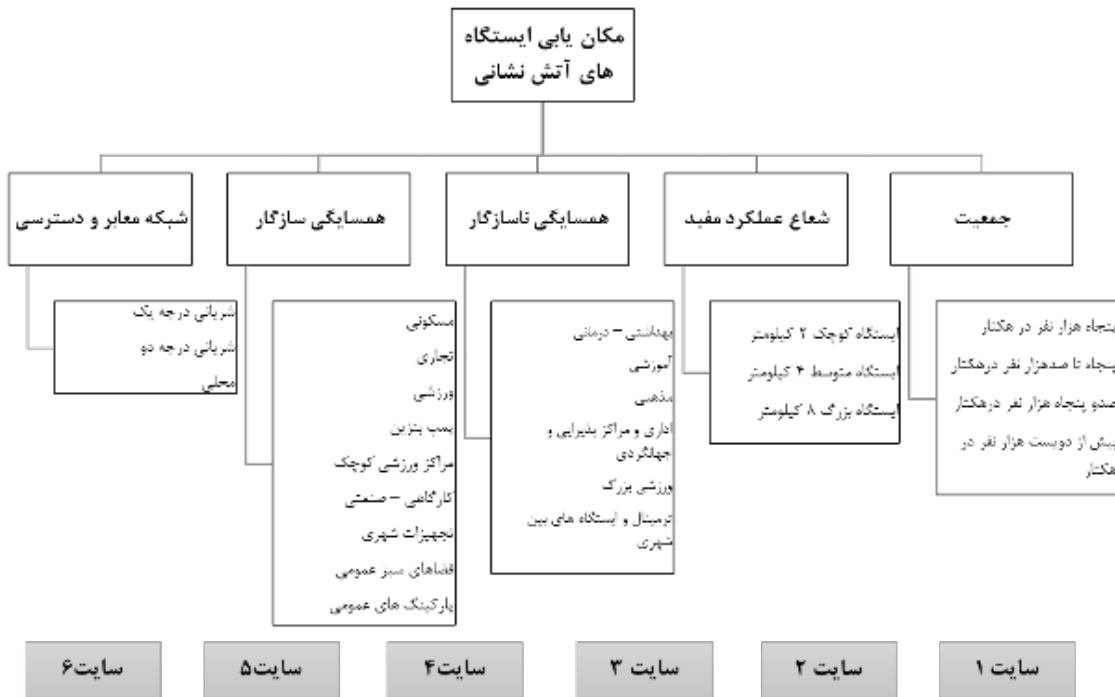 مکان یابی ایستگاه
های آتش نشانی
جمعیت
شعاع عملکرد مفید
همسایگی ناسازگار
همسایگی سازگار
شبکه معابر و دسترسی
پنجاه هزار نفر در هکتار
پنجاه تا صدهزار نفر درهکتار
صدو پنجاه هزار نفر درهکتار
بیش از دویست هزار نفر در
هکتار
ایستگاه کوچک ۲ کیلومتر
ایستگاه متوسط ۴ کیلومتر
ایستگاه بزرگ ۸ کیلومتر
بهداشتی – درمانی
آموزشی
مذهبی
اداری و مراکز پذیرایی و
جهانگردی
ورزشی بزرگ
ترمینال و ایستگاه های بین
شهری
مسکونی
تجاری
ورزشی
پمپ بنزین
مراکز ورزشی کوچک
کارگاهی – صنعتی
تجهیزات شهری
فضاهای سبز عمومی
پارکینگ های عمومی
شریانی درجه یک
شریانی درجه دو
محلی
سایت ۱
سایت ۲
سایت ۳
سایت۴
سایت۵
سایت۶